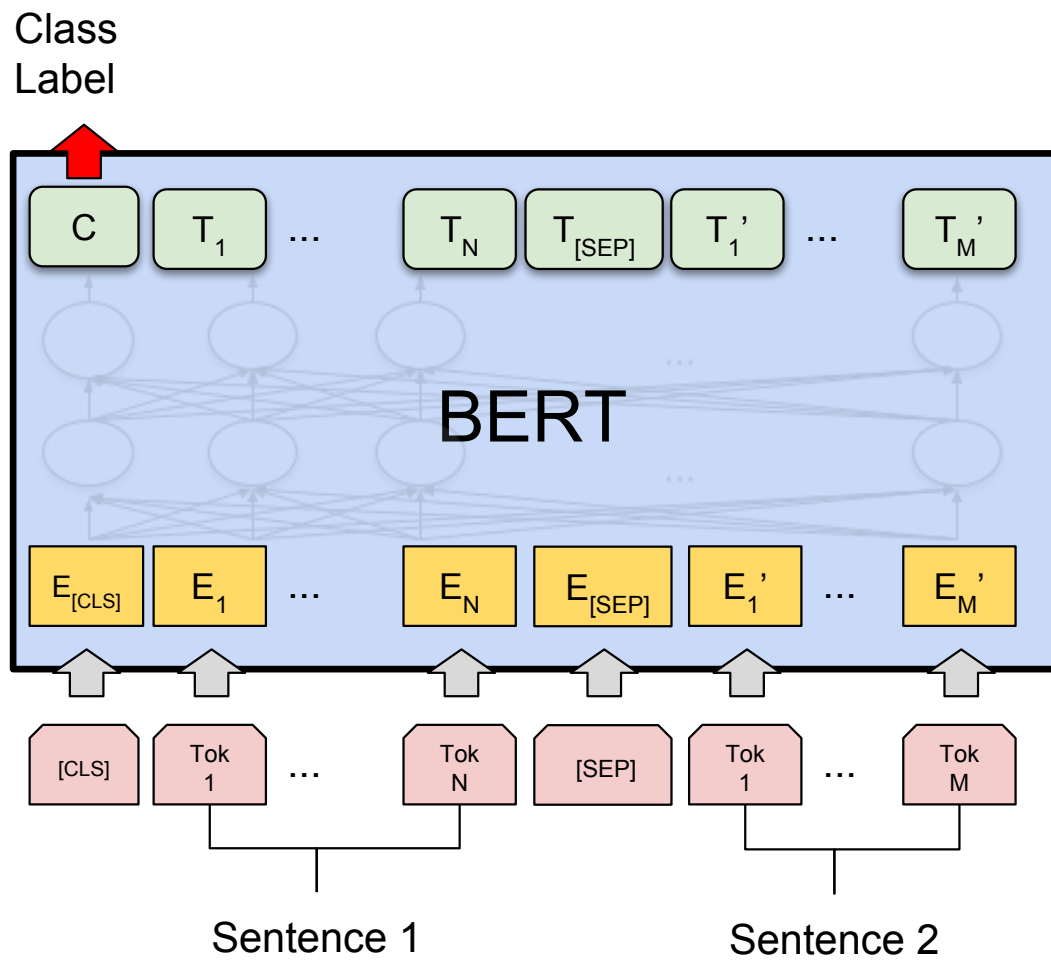 Class
Label
C T1 ... TN T[SEP] T1’ ... TM’
...
BERT
...
E[CLS] E1 ... EN E[SEP] E1’ ... EM’
[CLS] Tok 1 ... Tok N [SEP] Tok 1 ... Tok M
Sentence 1 Sentence 2